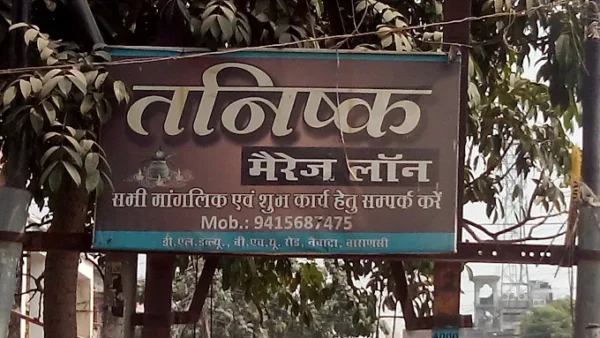 तनिष्क
मैरेज लॉन
सभी मांगलिक एवं शुभ कार्य हेतु सम्पर्क करें
Mob.: 9415687475
डी.एल.डब्ल्यू., बी.एच.यू. रोड, नेवादा, वाराणसी